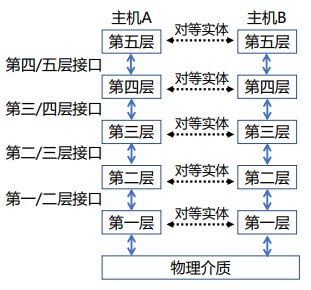 主机A 主机B
第五层 对等实体 第五层
第四/五层接口
第四层 对等实体 第四层
第三/四层接口
第三层 对等实体 第三层
第二/三层接口
第二层 对等实体 第二层
第一/二层接口
第一层 对等实体 第一层
物理介质